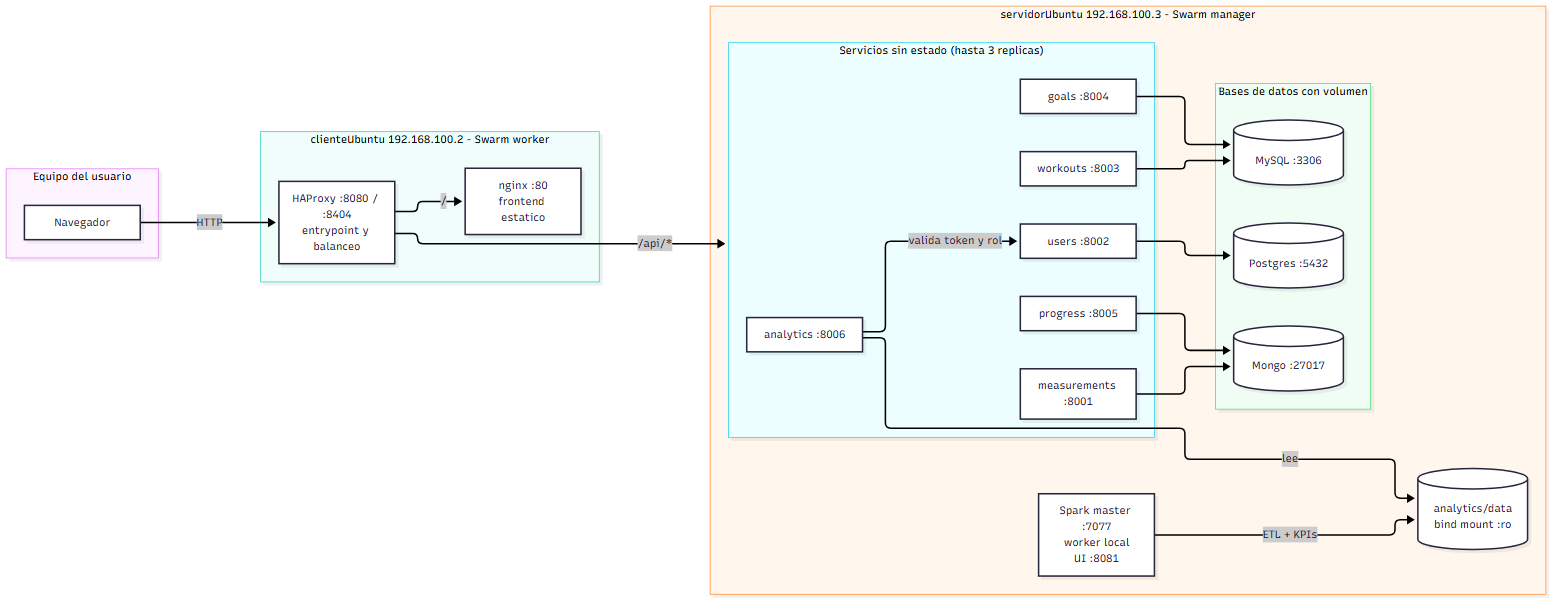 servidorUbuntu 192.168.100.3 - Swarm manager
Servicios sin estado (hasta 3 replicas)
goals :8004
workouts :8003
users :8002
progress :8005
measurements
:8001
analytics :8006
valida token y rol
Bases de datos con volumen
MySQL :3306
Postgres :5432
Mongo :27017
clienteUbuntu 192.168.100.2 - Swarm worker
HAProxy :8080 /
:8404
entrypoint y
balanceo
/
nginx :80
frontend
estatico
/api/*
Equipo del usuario
Navegador
HTTP
lee
analytics/data
bind mount :ro
Spark master
:7077
worker local
UI :8081
ETL + KPIs